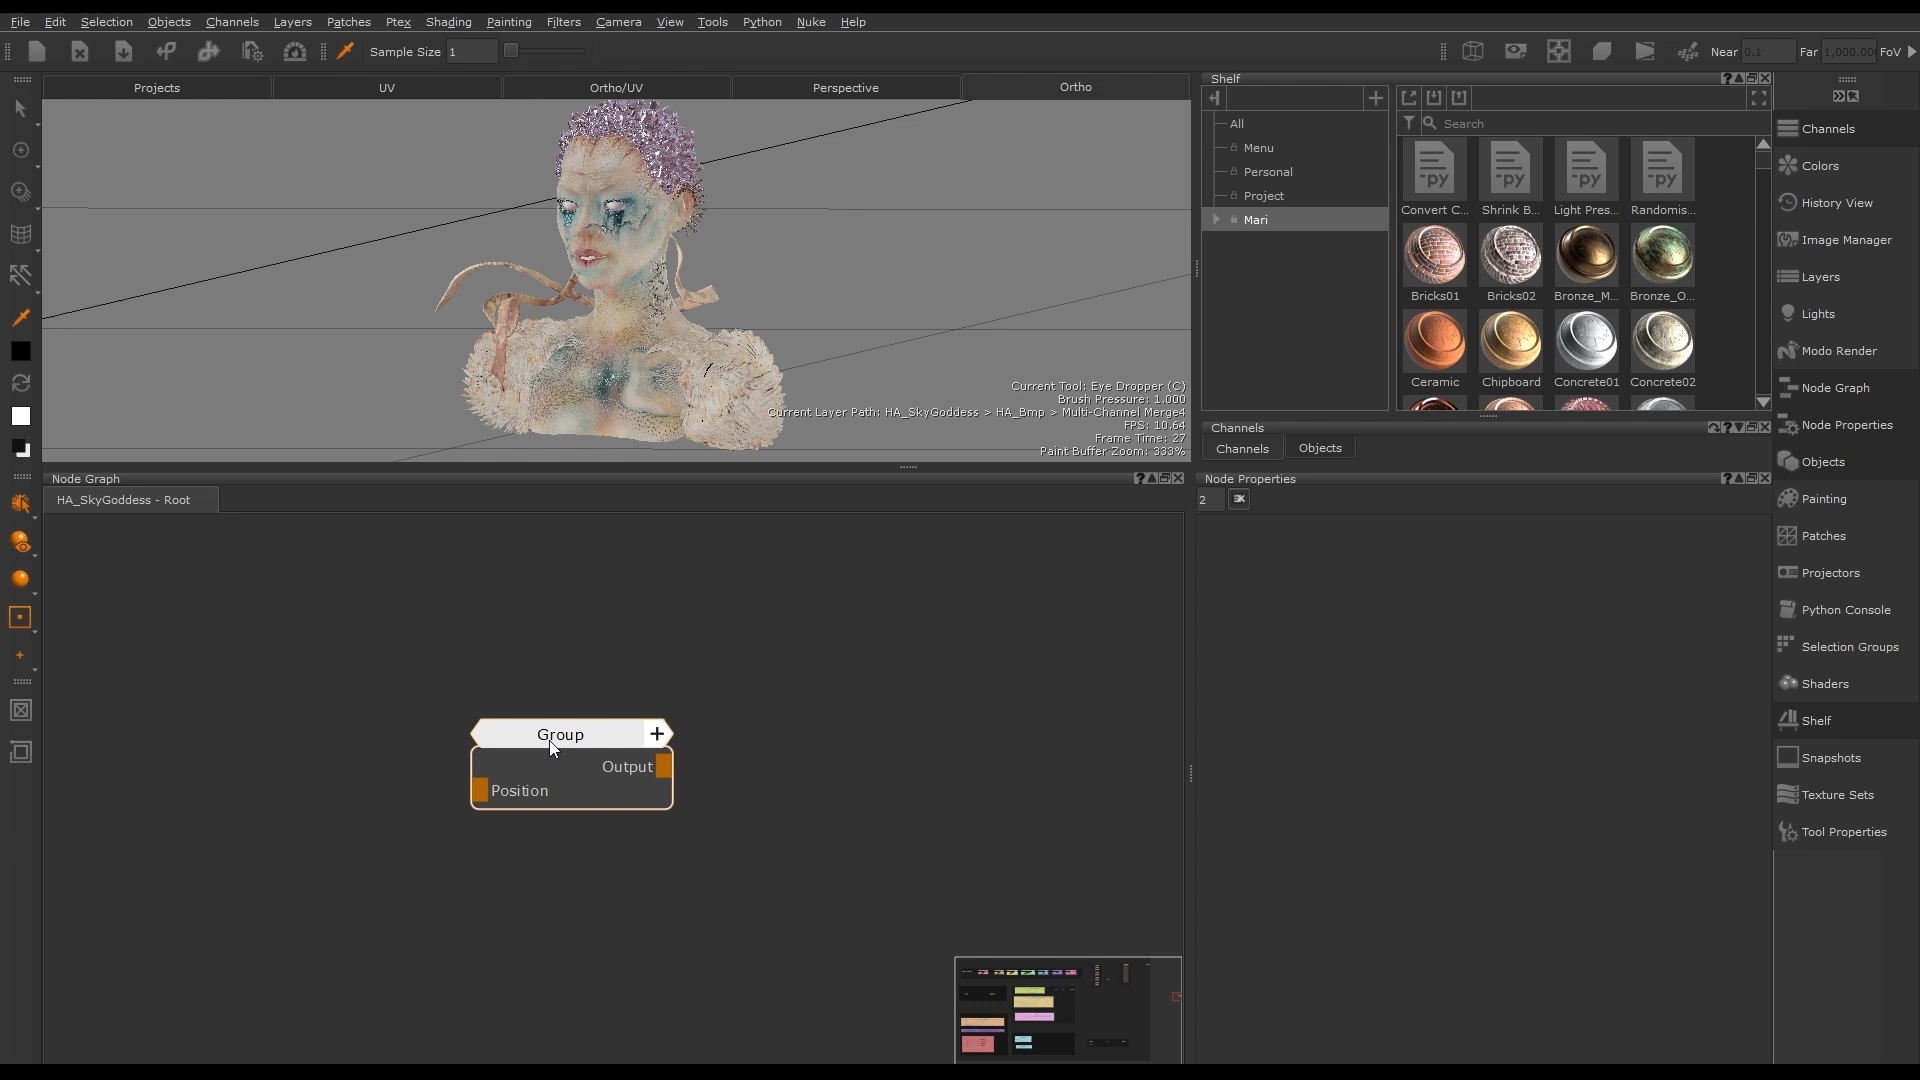 File Edit Selection Objects Channels Layers Patches Ptex Shading Painting Filters Camera View Tools Python Nuke Help
Sample Size 1
Near 0.1 Far 1,000.00 FoV
Projects UV Ortho/UV Perspective Ortho
Shelf
All
Menu
Personal
Project
Mari
Search
Convert C... Shrink B... Light Pres... Randomis...
Bricks01 Bricks02 Bronze_M... Bronze_O...
Ceramic Chipboard Concrete01 Concrete02
Current Tool: Eye Dropper (C)
Brush Pressure: 1.000
Current Layer Path: HA_SkyGoddess > HA_Bmp > Multi-Channel Merge4
FPS: 10.64
Frame Time: 27
Paint Buffer Zoom: 333%
Channels
Channels Objects
Node Graph
HA_SkyGoddess - Root
Group +
Output
Position
Node Properties
2
Channels
Colors
History View
Image Manager
Layers
Lights
Modo Render
Node Graph
Node Properties
Objects
Painting
Patches
Projectors
Python Console
Selection Groups
Shaders
Shelf
Snapshots
Texture Sets
Tool Properties